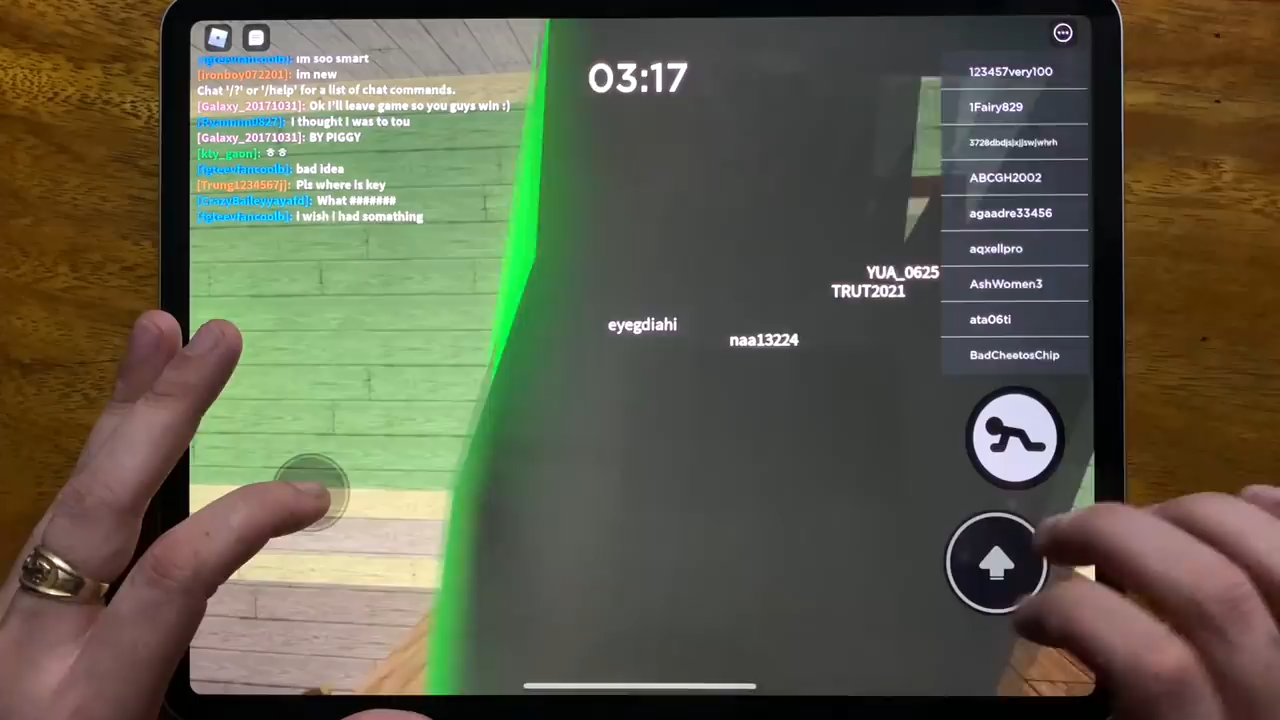 im soo smart
[ironboy072201]: im new
Chat '/?' or '/help' for a list of chat commands.
[Galaxy_20171031]: Ok I'll leave game so you guys win :)
I thought I was to tou
[Galaxy_20171031]: BY PIGGY
[kty_gaon]: ㅎㅎ
bad idea
[Trung1234567j]: Pls where is key
What #######
i wish i had something
03:17
123457very100
1Fairy829
ABCGH2002
agaadre33456
aqxellpro
AshWomen3
ata06ti
BadCheetosChip
YUA_0625
TRUT2021
eyegdiahi
naa13224